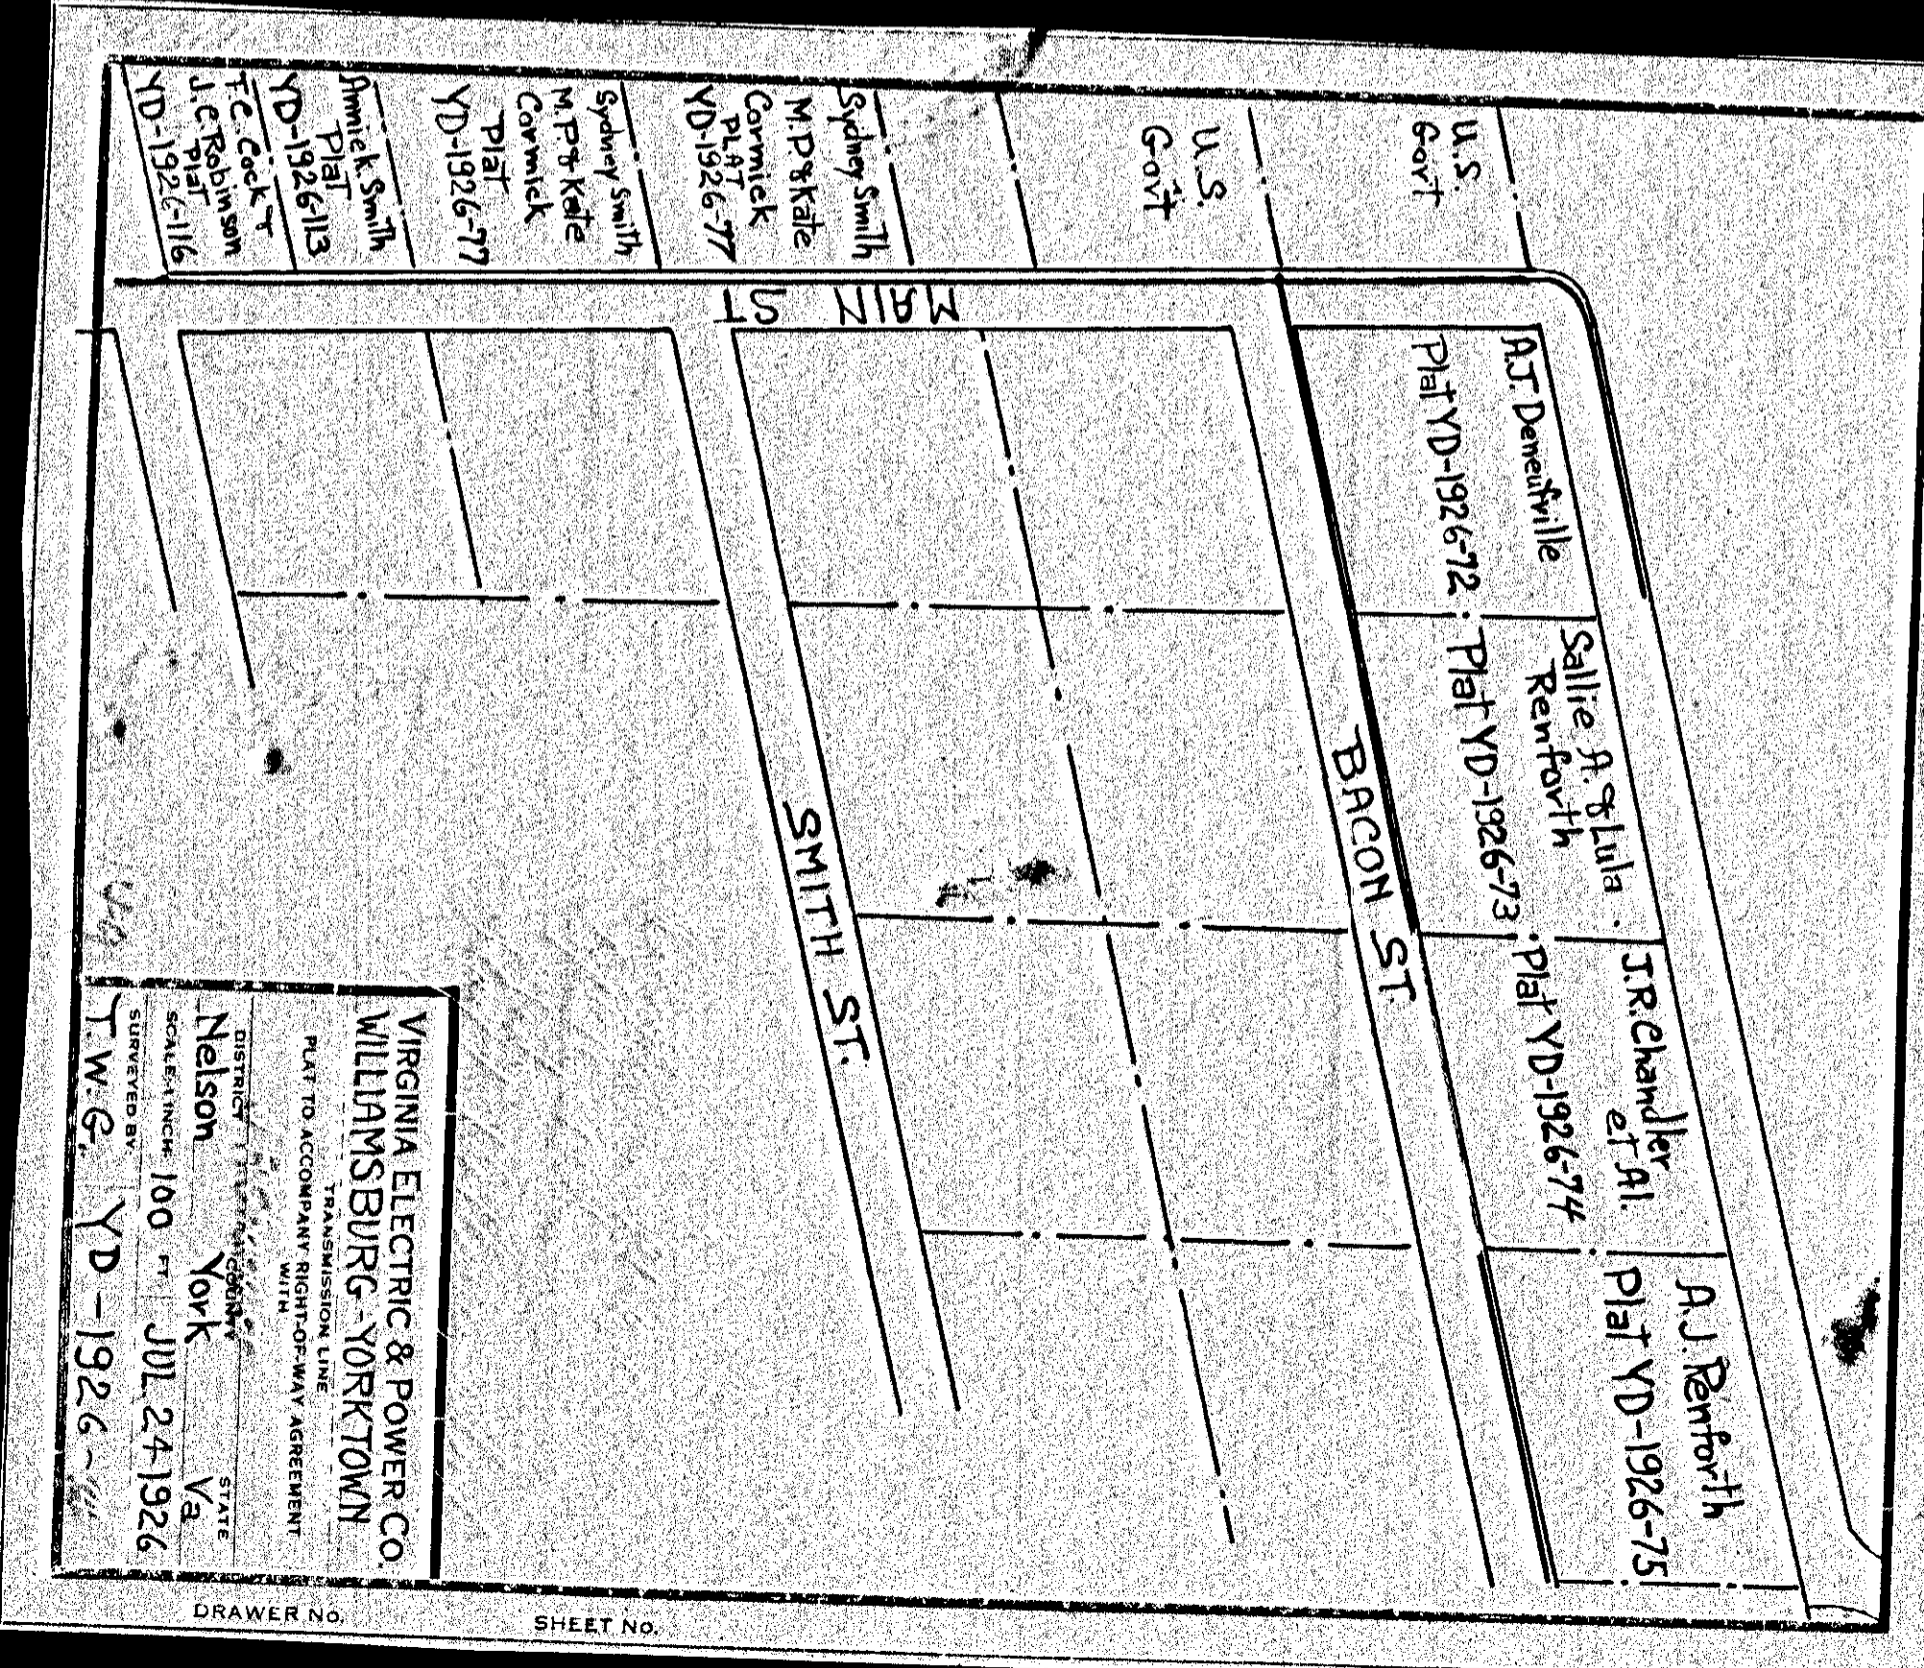 U.S.
Gov't
U.S.
Gov't
Sydney Smith
M.P. & Kate
Cormick
PLAT
YD-1926-77
Sydney Smith
M.P. & Kate
Cormick
Plat
YD-1926-77
Annie K. Smith
Plat
YD-1926-113
J.C. Robinson
Plat
YD-1926-116
MAIN ST
A.J. Deneufville
Plat YD-1926-72
Sallie A. & Lula
Renforth
Plat YD-1926-73
J.R. Chandler
et Al.
Plat YD-1926-74
A.J. Renforth
Plat YD-1926-75
BACON ST.
SMITH ST.
VIRGINIA ELECTRIC & POWER CO.
WILLIAMSBURG-YORKTOWN
TRANSMISSION LINE
PLAT TO ACCOMPANY RIGHT-OF-WAY AGREEMENT
WITH
DISTRICT COUNTY STATE
Nelson York Va
SCALE-1 INCH= 100 FT JUL. 24-1926
SURVEYED BY.
T.W.G. YD-1926-
DRAWER NO. SHEET NO.